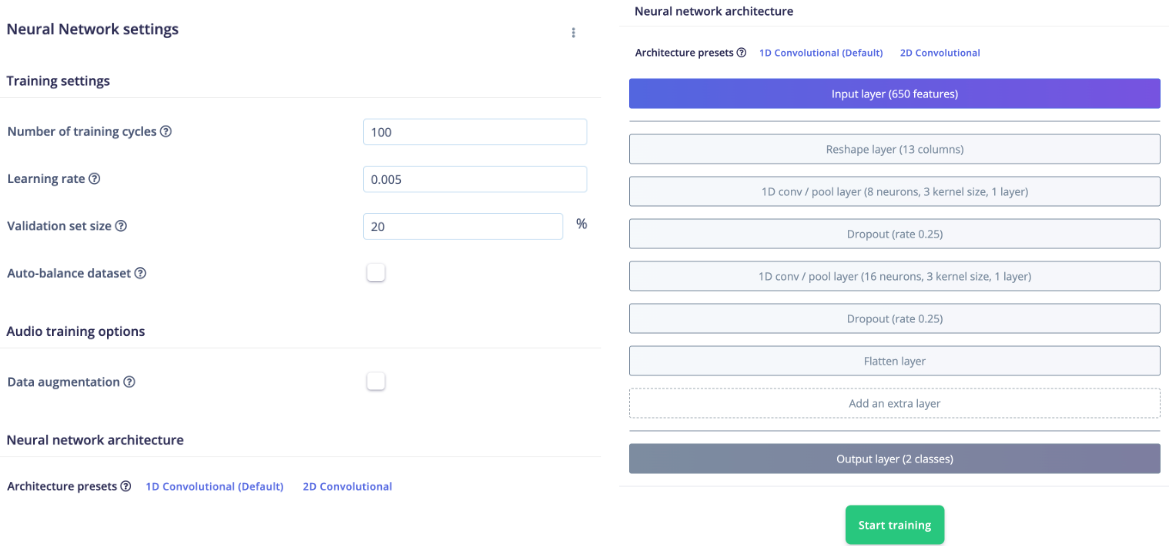 Neural Network settings
Training settings
Number of training cycles
100
Learning rate
0.005
Validation set size
20
%
Auto-balance dataset
Audio training options
Data augmentation
Neural network architecture
Architecture presets 1D Convolutional (Default) 2D Convolutional
Neural network architecture
Architecture presets 1D Convolutional (Default) 2D Convolutional
Input layer (650 features)
Reshape layer (13 columns)
1D conv / pool layer (8 neurons, 3 kernel size, 1 layer)
Dropout (rate 0.25)
1D conv / pool layer (16 neurons, 3 kernel size, 1 layer)
Dropout (rate 0.25)
Flatten layer
Add an extra layer
Output layer (2 classes)
Start training